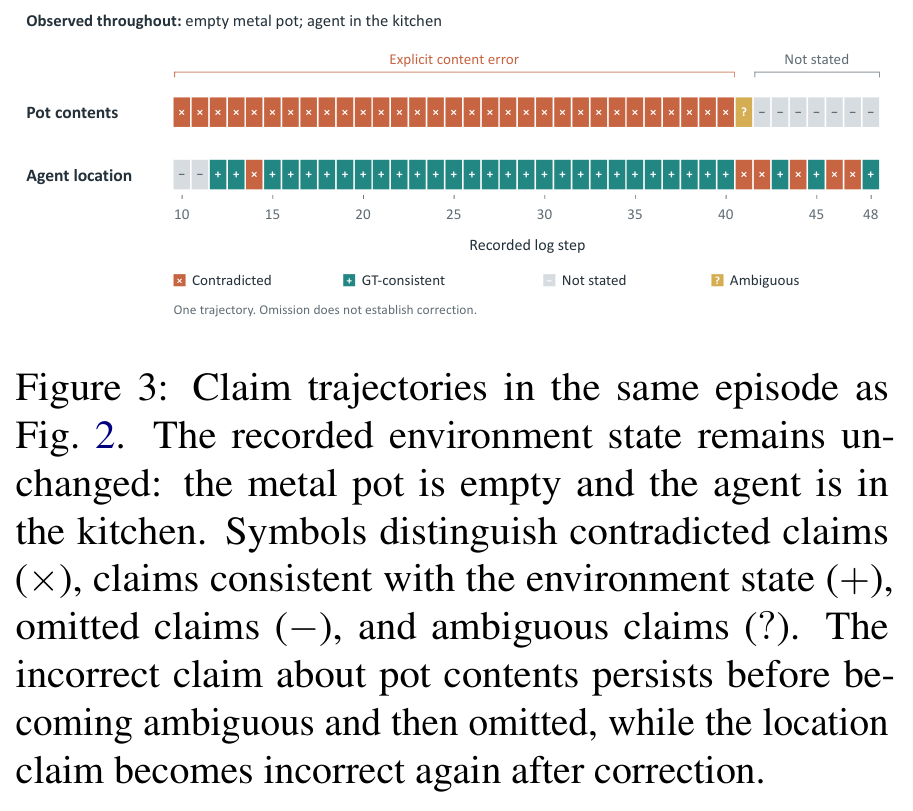 Observed throughout: empty metal pot; agent in the kitchen
Explicit content error Not stated
Pot contents × × × × × × × × × × × × × × × × × × × × × × × × × × × × × × × ? − − − − − − −
Agent location − − + + × + + + + + + + + + + + + + + + + + + + + + + + + + + × × + × + × × +
10 15 20 25 30 35 40 45 48
Recorded log step
× Contradicted + GT-consistent − Not stated ? Ambiguous
One trajectory. Omission does not establish correction.
Figure 3: Claim trajectories in the same episode as
Fig. 2. The recorded environment state remains un-
changed: the metal pot is empty and the agent is in
the kitchen. Symbols distinguish contradicted claims
(×), claims consistent with the environment state (+),
omitted claims (−), and ambiguous claims (?). The
incorrect claim about pot contents persists before be-
coming ambiguous and then omitted, while the location
claim becomes incorrect again after correction.